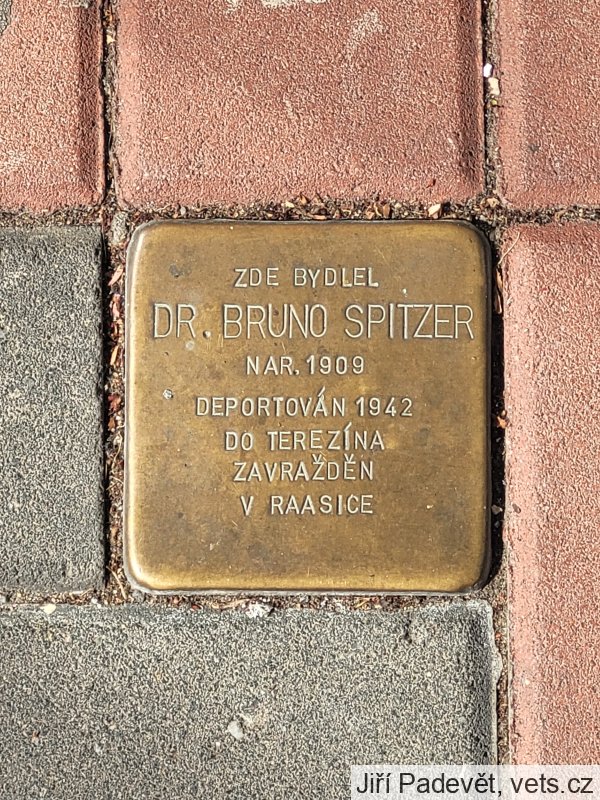 ZDE BYDLEL
DR. BRUNO SPITZER
NAR. 1909
DEPORTOVÁN 1942
DO TEREZÍNA
ZAVRAŽDĚN
V RAASICE
Jiří Padevět, vets.cz